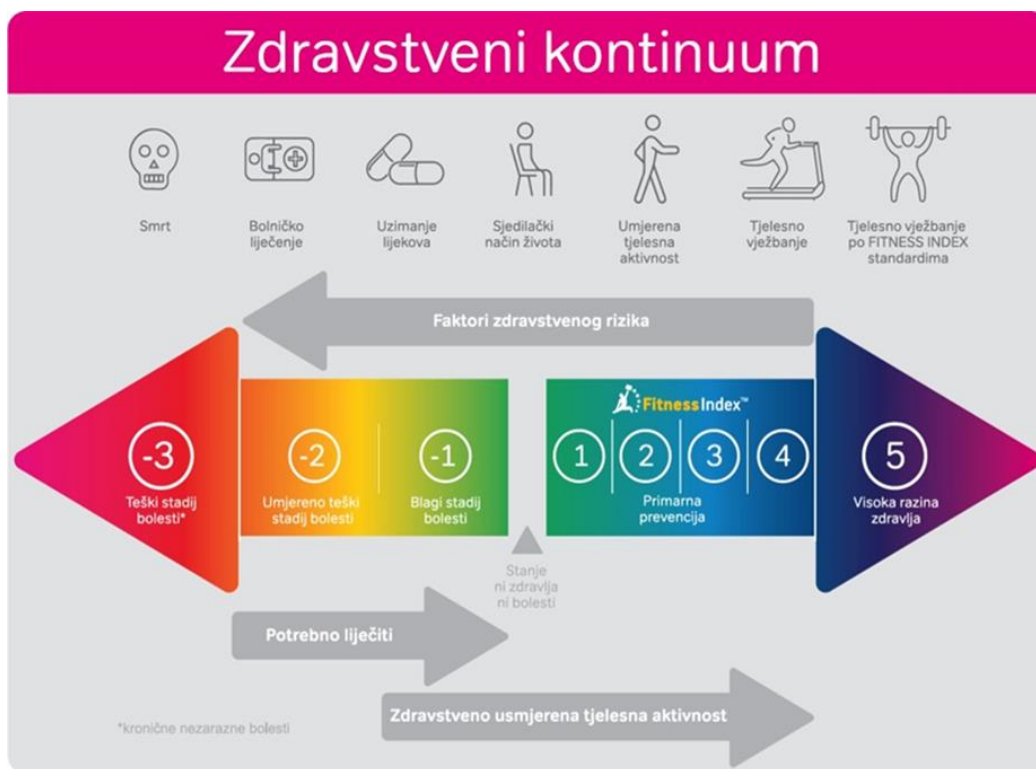 Zdravstveni kontinuum
Smrt
Bolničko
liječenje
Uzimanje
lijekova
Sjedilački
način života
Umjerena
tjelesna
aktivnost
Tjelesno
vježbanje
Tjelesno vježbanje
po FITNESS INDEX
standardima
Faktori zdravstvenog rizika
FitnessIndex™
-3
Teški stadij
bolesti*
-2
Umjereno teški
stadij bolesti
-1
Blagi stadij
bolesti
1
2
3
4
Primarna
prevencija
5
Visoka razina
zdravlja
Stanje
ni zdravlja
ni bolesti
Potrebno liječiti
Zdravstveno usmjerena tjelesna aktivnost
*kronične nezarazne bolesti